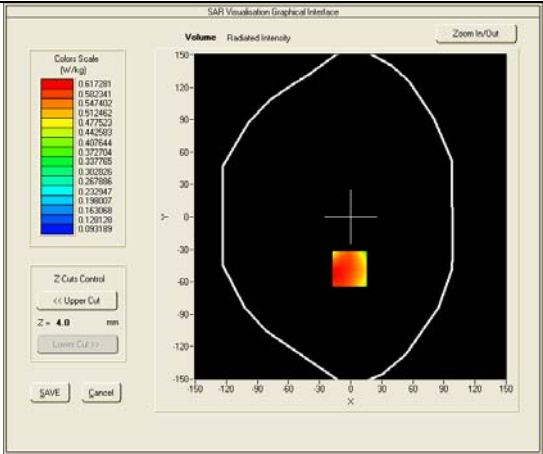 SAR Visualisation Graphical Interface
Volume Radiated Intensity
Zoom In/Out
Colors Scale
(W/kg)
0.617281
0.582341
0.547402
0.512462
0.477523
0.442583
0.407644
0.372704
0.337765
0.302826
0.267886
0.232947
0.198007
0.163068
0.128128
0.093189
150-
120-
90-
60-
30-
Y 0-
-30-
-60-
-90-
-120-
-150-
-150 -120 -90 -60 -30 0 30 60 90 120 150
X
Z-Cuts Control
<< Upper Cut
Z = 4.0 mm
Lower Cut >>
SAVE
Cancel